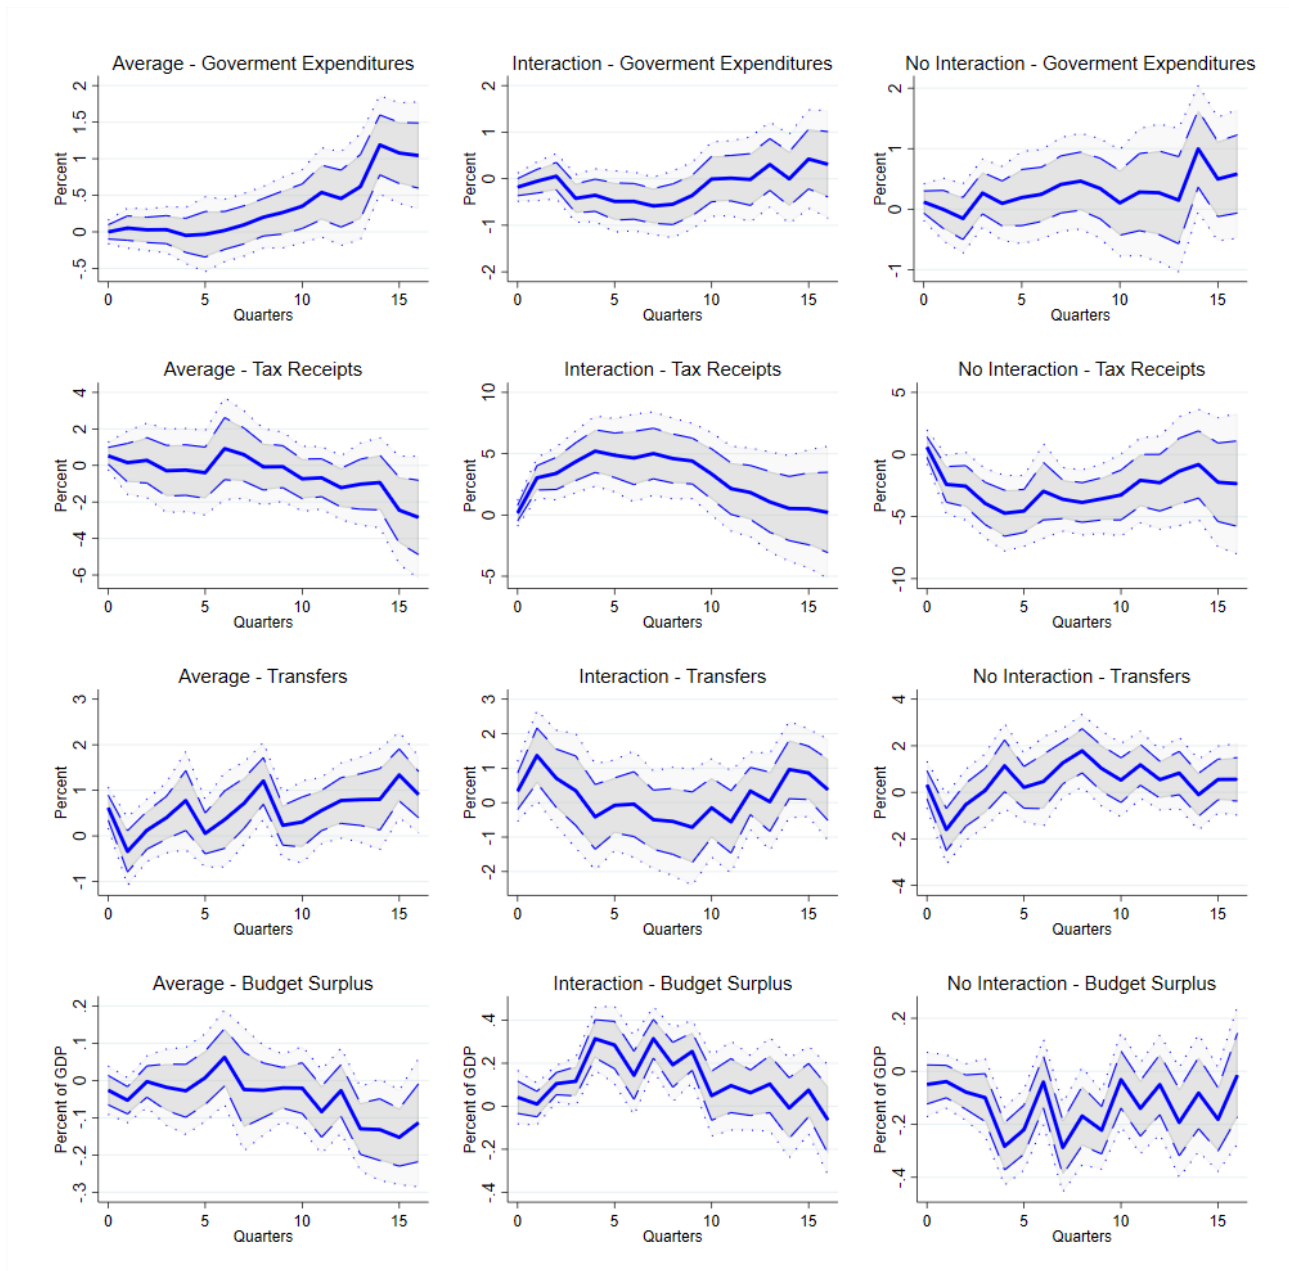 Average - Goverment Expenditures
Percent
2
1.5
1
.5
0
-.5
0 5 10 15
Quarters
Interaction - Goverment Expenditures
2
1
0
-1
-2
0 5 10 15
Quarters
No Interaction - Goverment Expenditures
Percent
2
1
0
-1
0 5 10 15
Quarters
Average - Tax Receipts
Percent
4
2
0
-2
-4
-6
0 5 10 15
Quarters
Interaction - Tax Receipts
Percent
10
5
0
-5
0 5 10 15
Quarters
No Interaction - Tax Receipts
Percent
5
0
-5
-10
0 5 10 15
Quarters
Average - Transfers
Percent
3
2
1
0
-1
0 5 10 15
Quarters
Interaction - Transfers
Percent
3
2
1
0
-1
-2
0 5 10 15
Quarters
No Interaction - Transfers
Percent
4
2
0
-2
-4
0 5 10 15
Quarters
Average - Budget Surplus
Percent of GDP
.2
.1
0
-.1
-.2
-.3
0 5 10 15
Quarters
Interaction - Budget Surplus
Percent of GDP
.4
.2
0
-.2
-.4
0 5 10 15
Quarters
No Interaction - Budget Surplus
Percent of GDP
.2
0
-.2
-.4
0 5 10 15
Quarters